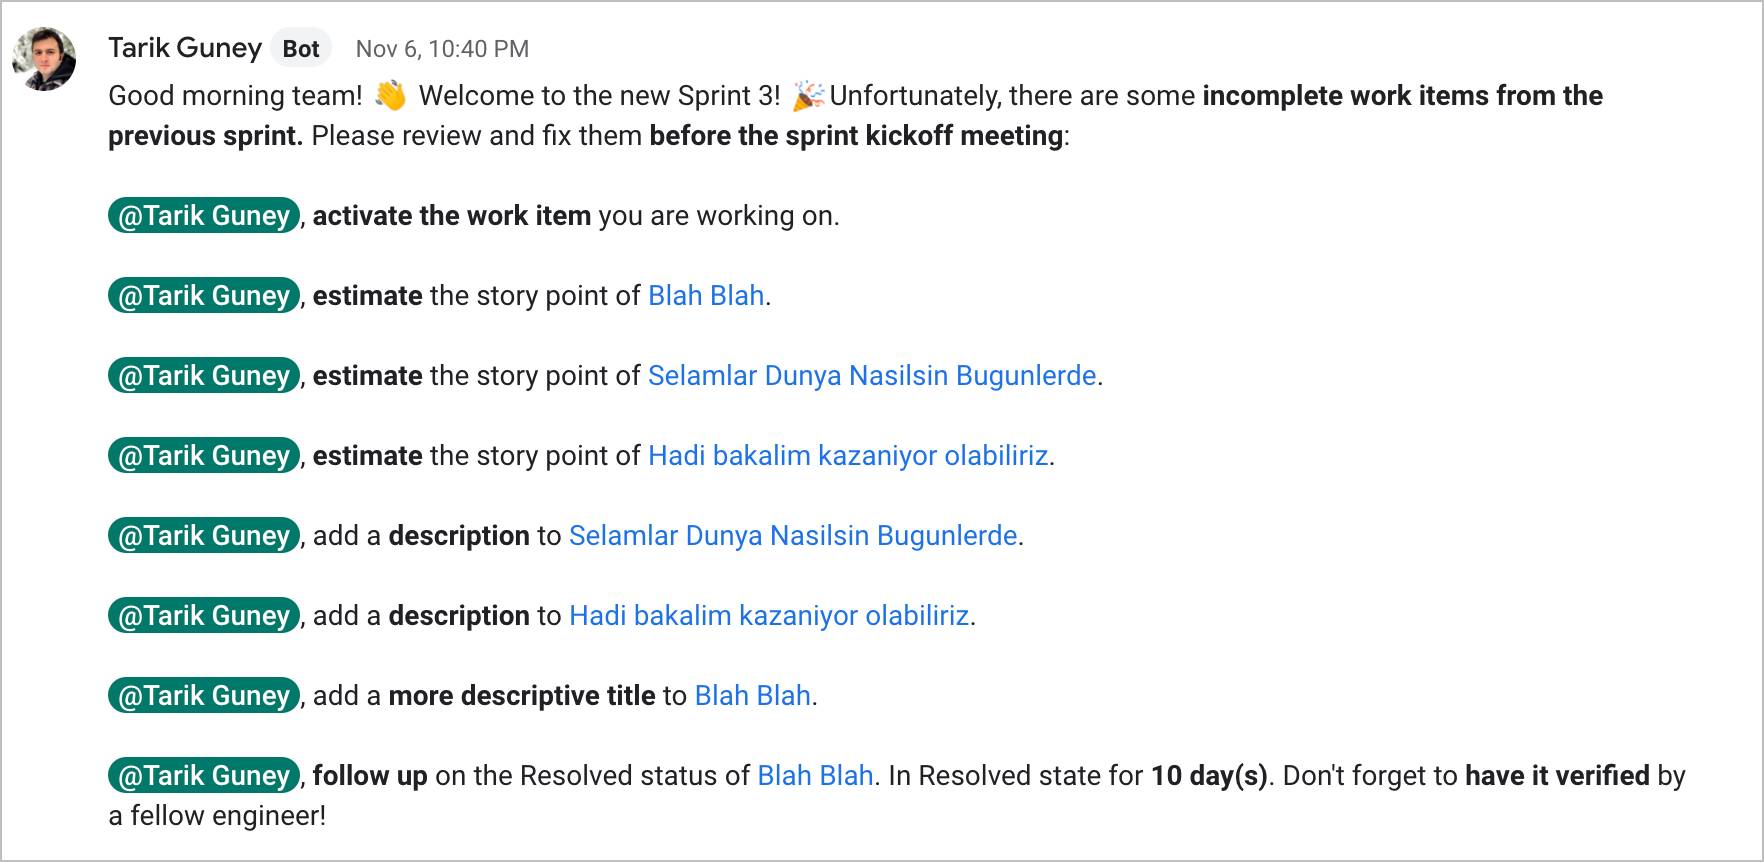 Tarik Guney Bot Nov 6, 10:40 PM
Good morning team! 👋 Welcome to the new Sprint 3! 🎉Unfortunately, there are some incomplete work items from the
previous sprint. Please review and fix them before the sprint kickoff meeting:
@Tarik Guney, activate the work item you are working on.
@Tarik Guney, estimate the story point of Blah Blah.
@Tarik Guney, estimate the story point of Selamlar Dunya Nasilsin Bugunlerde.
@Tarik Guney, estimate the story point of Hadi bakalim kazaniyor olabiliriz.
@Tarik Guney, add a description to Selamlar Dunya Nasilsin Bugunlerde.
@Tarik Guney, add a description to Hadi bakalim kazaniyor olabiliriz.
@Tarik Guney, add a more descriptive title to Blah Blah.
@Tarik Guney, follow up on the Resolved status of Blah Blah. In Resolved state for 10 day(s). Don't forget to have it verified by
a fellow engineer!